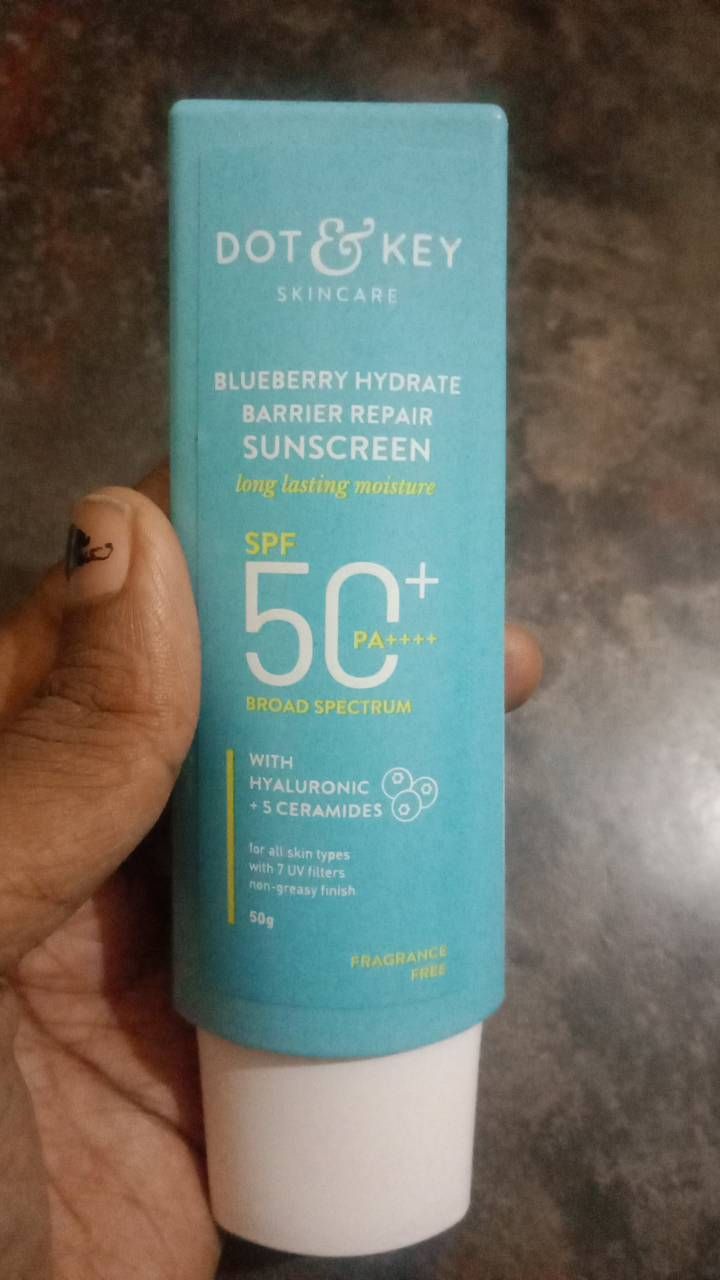 DOT & KEY
SKINCARE
BLUEBERRY HYDRATE
BARRIER REPAIR
SUNSCREEN
long lasting moisture
SPF
50+
PA++++
BROAD SPECTRUM
WITH
HYALURONIC
+ 5 CERAMIDES
for all skin types
with 7 UV filters
non-greasy finish
50g
FRAGRANCE
FREE